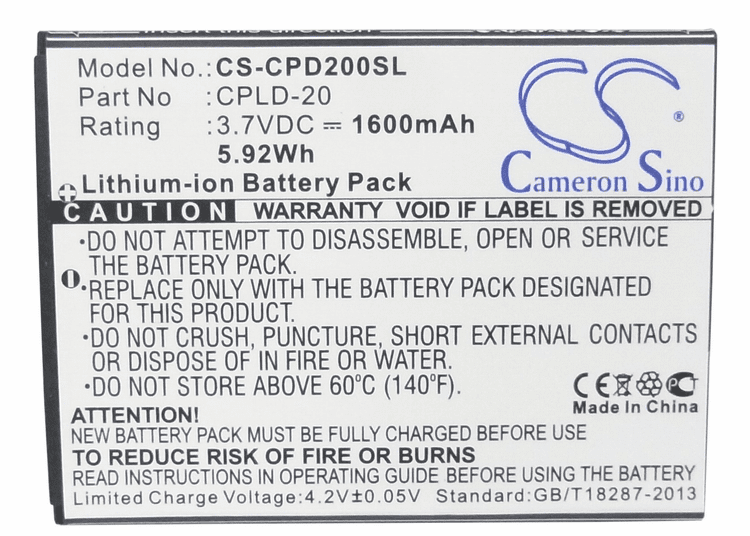 Model No.:CS-CPD200SL
Part No :CPLD-20
Rating :3.7VDC ⎓ 1600mAh
5.92Wh
Lithium-ion Battery Pack
CS
®
Cameron Sino
CAUTION WARRANTY VOID IF LABEL IS REMOVED
•DO NOT ATTEMPT TO DISASSEMBLE, OPEN OR SERVICE
THE BATTERY PACK.
•REPLACE ONLY WITH THE BATTERY PACK DESIGNATED
FOR THIS PRODUCT.
•DO NOT CRUSH, PUNCTURE, SHORT EXTERNAL CONTACTS
OR DISPOSE OF IN FIRE OR WATER.
•DO NOT STORE ABOVE 60°C (140°F).
CE
Made In China
ATTENTION!
NEW BATTERY PACK MUST BE FULLY CHARGED BEFORE USE
TO REDUCE RISK OF FIRE OR BURNS
READ INSTRUCTIONS IN OPERATING GUIDE BEFORE USE
Limited Charge Voltage:4.2V±0.05V Standard:GB/T18287-2013